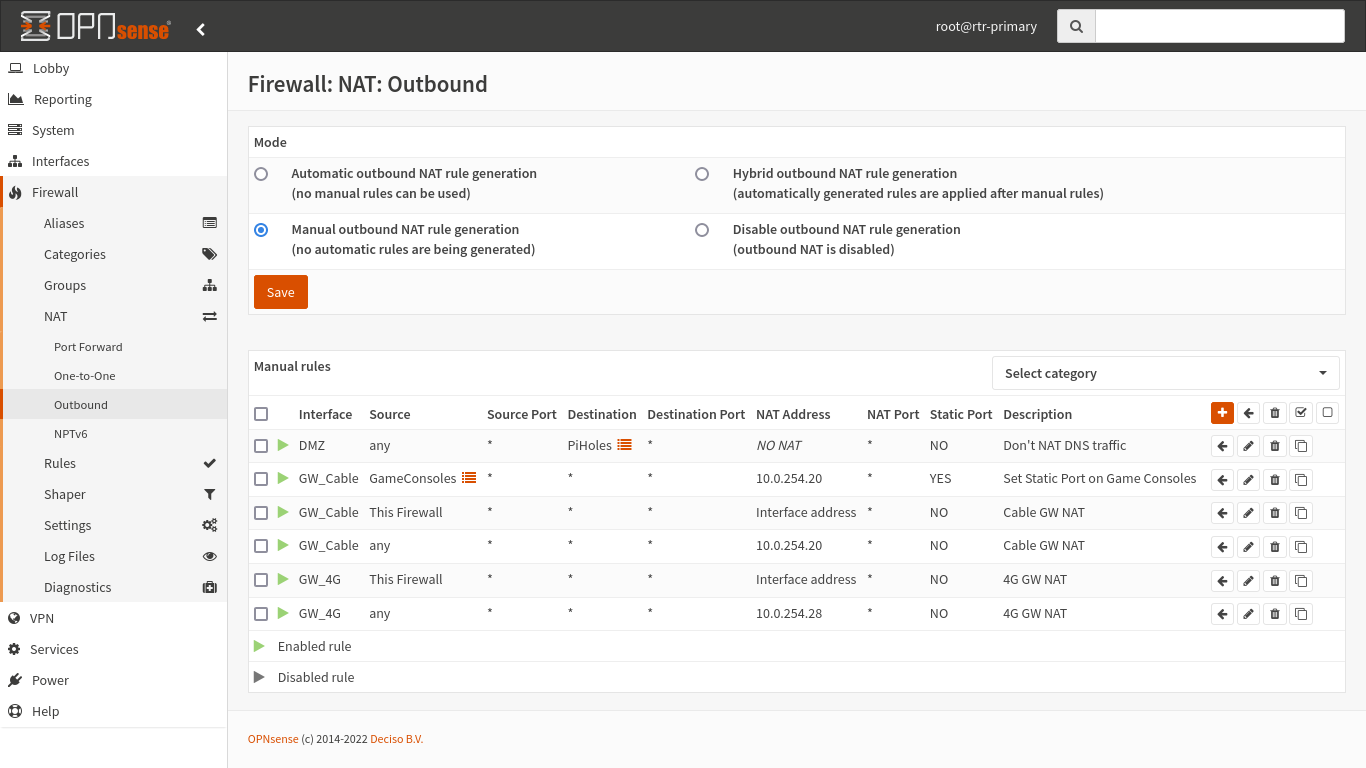 OPNsense
root@rtr-primary
Lobby
Reporting
System
Interfaces
Firewall
Aliases
Categories
Groups
NAT
Port Forward
One-to-One
Outbound
NPTv6
Rules
Shaper
Settings
Log Files
Diagnostics
VPN
Services
Power
Help
Firewall: NAT: Outbound
Mode
Automatic outbound NAT rule generation
(no manual rules can be used)
Hybrid outbound NAT rule generation
(automatically generated rules are applied after manual rules)
Manual outbound NAT rule generation
(no automatic rules are being generated)
Disable outbound NAT rule generation
(outbound NAT is disabled)
Save
Manual rules
Select category
Interface Source Source Port Destination Destination Port NAT Address NAT Port Static Port Description
DMZ any * PiHoles * NO NAT * NO Don't NAT DNS traffic
GW_Cable GameConsoles * * * 10.0.254.20 * YES Set Static Port on Game Consoles
GW_Cable This Firewall * * * Interface address * NO Cable GW NAT
GW_Cable any * * * 10.0.254.20 * NO Cable GW NAT
GW_4G This Firewall * * * Interface address * NO 4G GW NAT
GW_4G any * * * 10.0.254.28 * NO 4G GW NAT
Enabled rule
Disabled rule
OPNsense (c) 2014-2022 Deciso B.V.